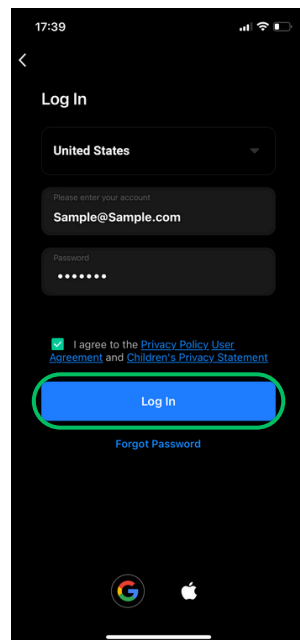 17:39
Log In
United States
Please enter your account
Sample@Sample.com
Password
•••••••
I agree to the Privacy Policy User
Agreement and Children's Privacy Statement
Log In
Forgot Password
G